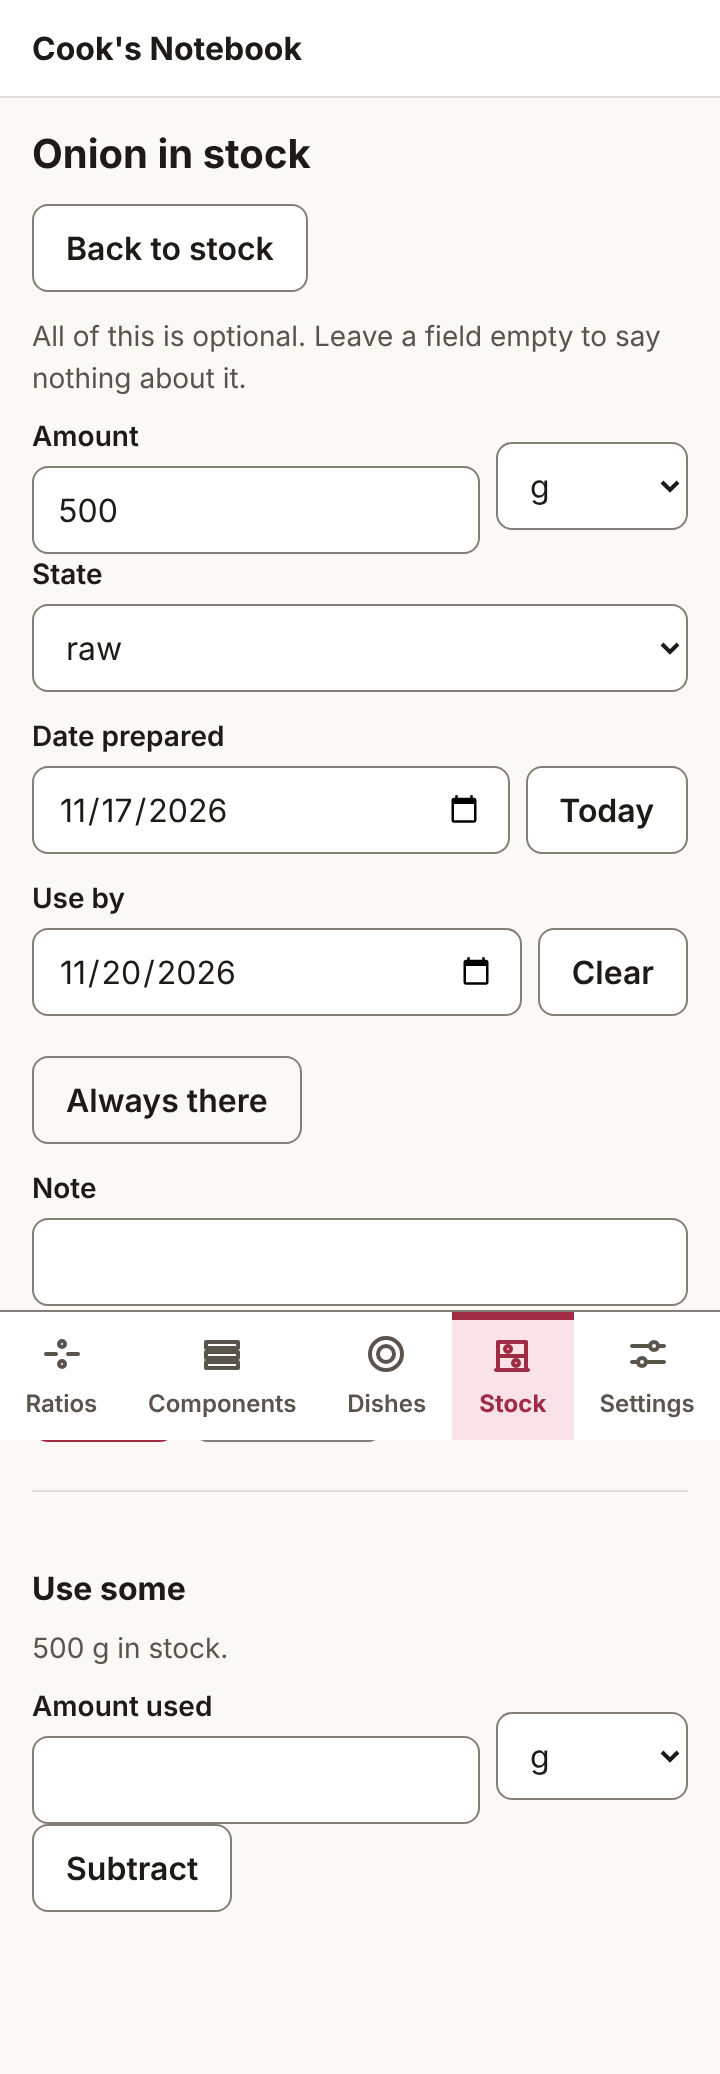 Cook's Notebook
Onion in stock
Back to stock
All of this is optional. Leave a field empty to say
nothing about it.
Amount
500
g
State
raw
Date prepared
11/17/2026
Today
Use by
11/20/2026
Clear
Always there
Note
Ratios
Components
Dishes
Stock
Settings
Use some
500 g in stock.
Amount used
g
Subtract